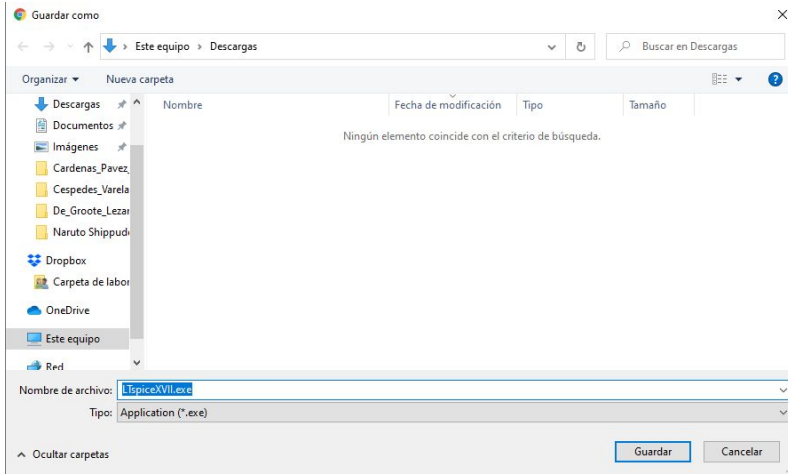 Guardar como
Este equipo › Descargas
Buscar en Descargas
Organizar
Nueva carpeta
Nombre
Fecha de modificación
Tipo
Tamaño
Ningún elemento coincide con el criterio de búsqueda.
Descargas
Documentos
Imágenes
Cardenas_Pavez_
Cespedes_Varela
De_Groote_Lezar
Naruto Shippud
Dropbox
Carpeta de labor
OneDrive
Este equipo
Red
Nombre de archivo: LTspiceXVII.exe
Tipo: Application (*.exe)
Ocultar carpetas
Guardar
Cancelar